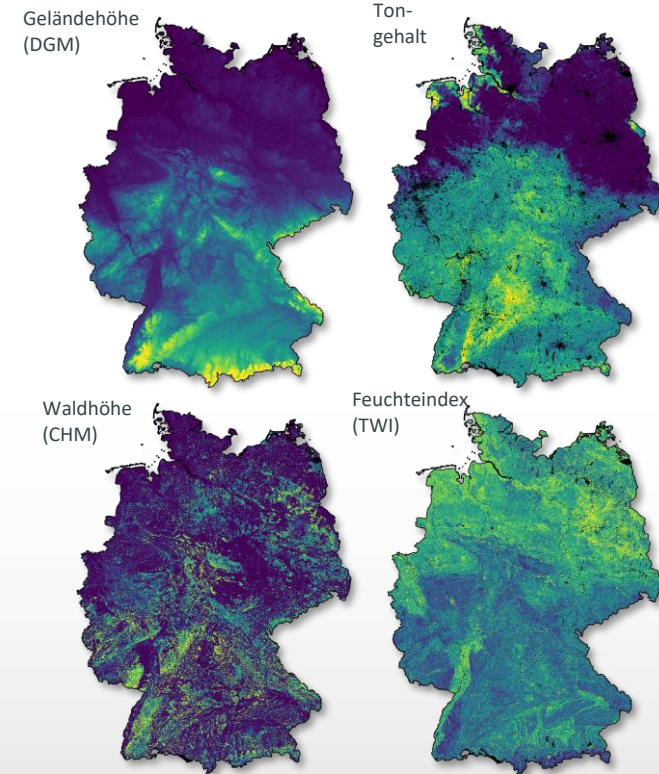 Geländehöhe
(DGM)
Ton-
gehalt
Waldhöhe
(CHM)
Feuchteindex
(TWI)